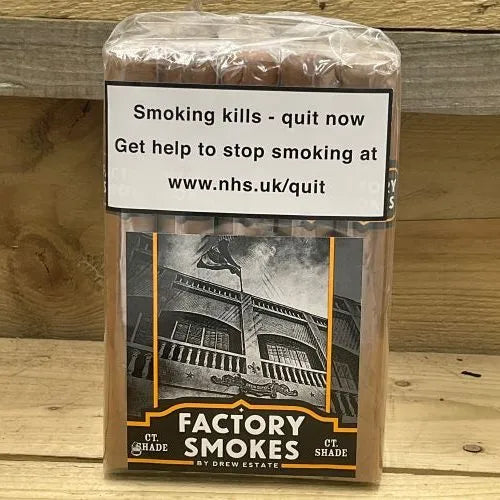 Smoking kills - quit now
Get help to stop smoking at
www.nhs.uk/quit
FACTORY
FACTORY
SMOKES
BY DREW ESTATE
CT.
SHADE
CT.
SHADE